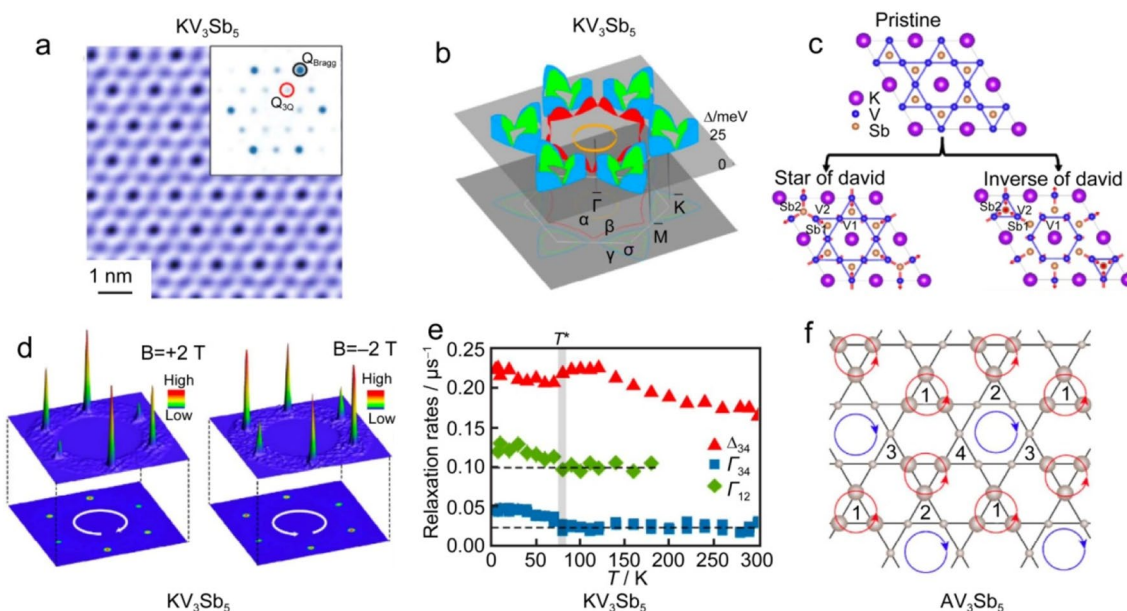 KV₃Sb₅
a
Q_Bragg
Q_3Q
1 nm
KV₃Sb₅
b
Δ/meV
25
0
Γ̄
K̄
M̄
α
β
γ
σ
c
Pristine
K
V
Sb
Star of david
Inverse of david
Sb2
V2
Sb1
V1
Sb2
V2
Sb1
V1
d
B=+2 T
High
Low
B=−2 T
High
Low
KV₃Sb₅
e
T*
Relaxation rates / μs⁻¹
0.25
0.20
0.15
0.10
0.05
0.00
Δ₃₄
Γ₃₄
Γ₁₂
0 50 100 150 200 250 300
T / K
KV₃Sb₅
f
1 2 1
3 4 3
1 2 1
AV₃Sb₅